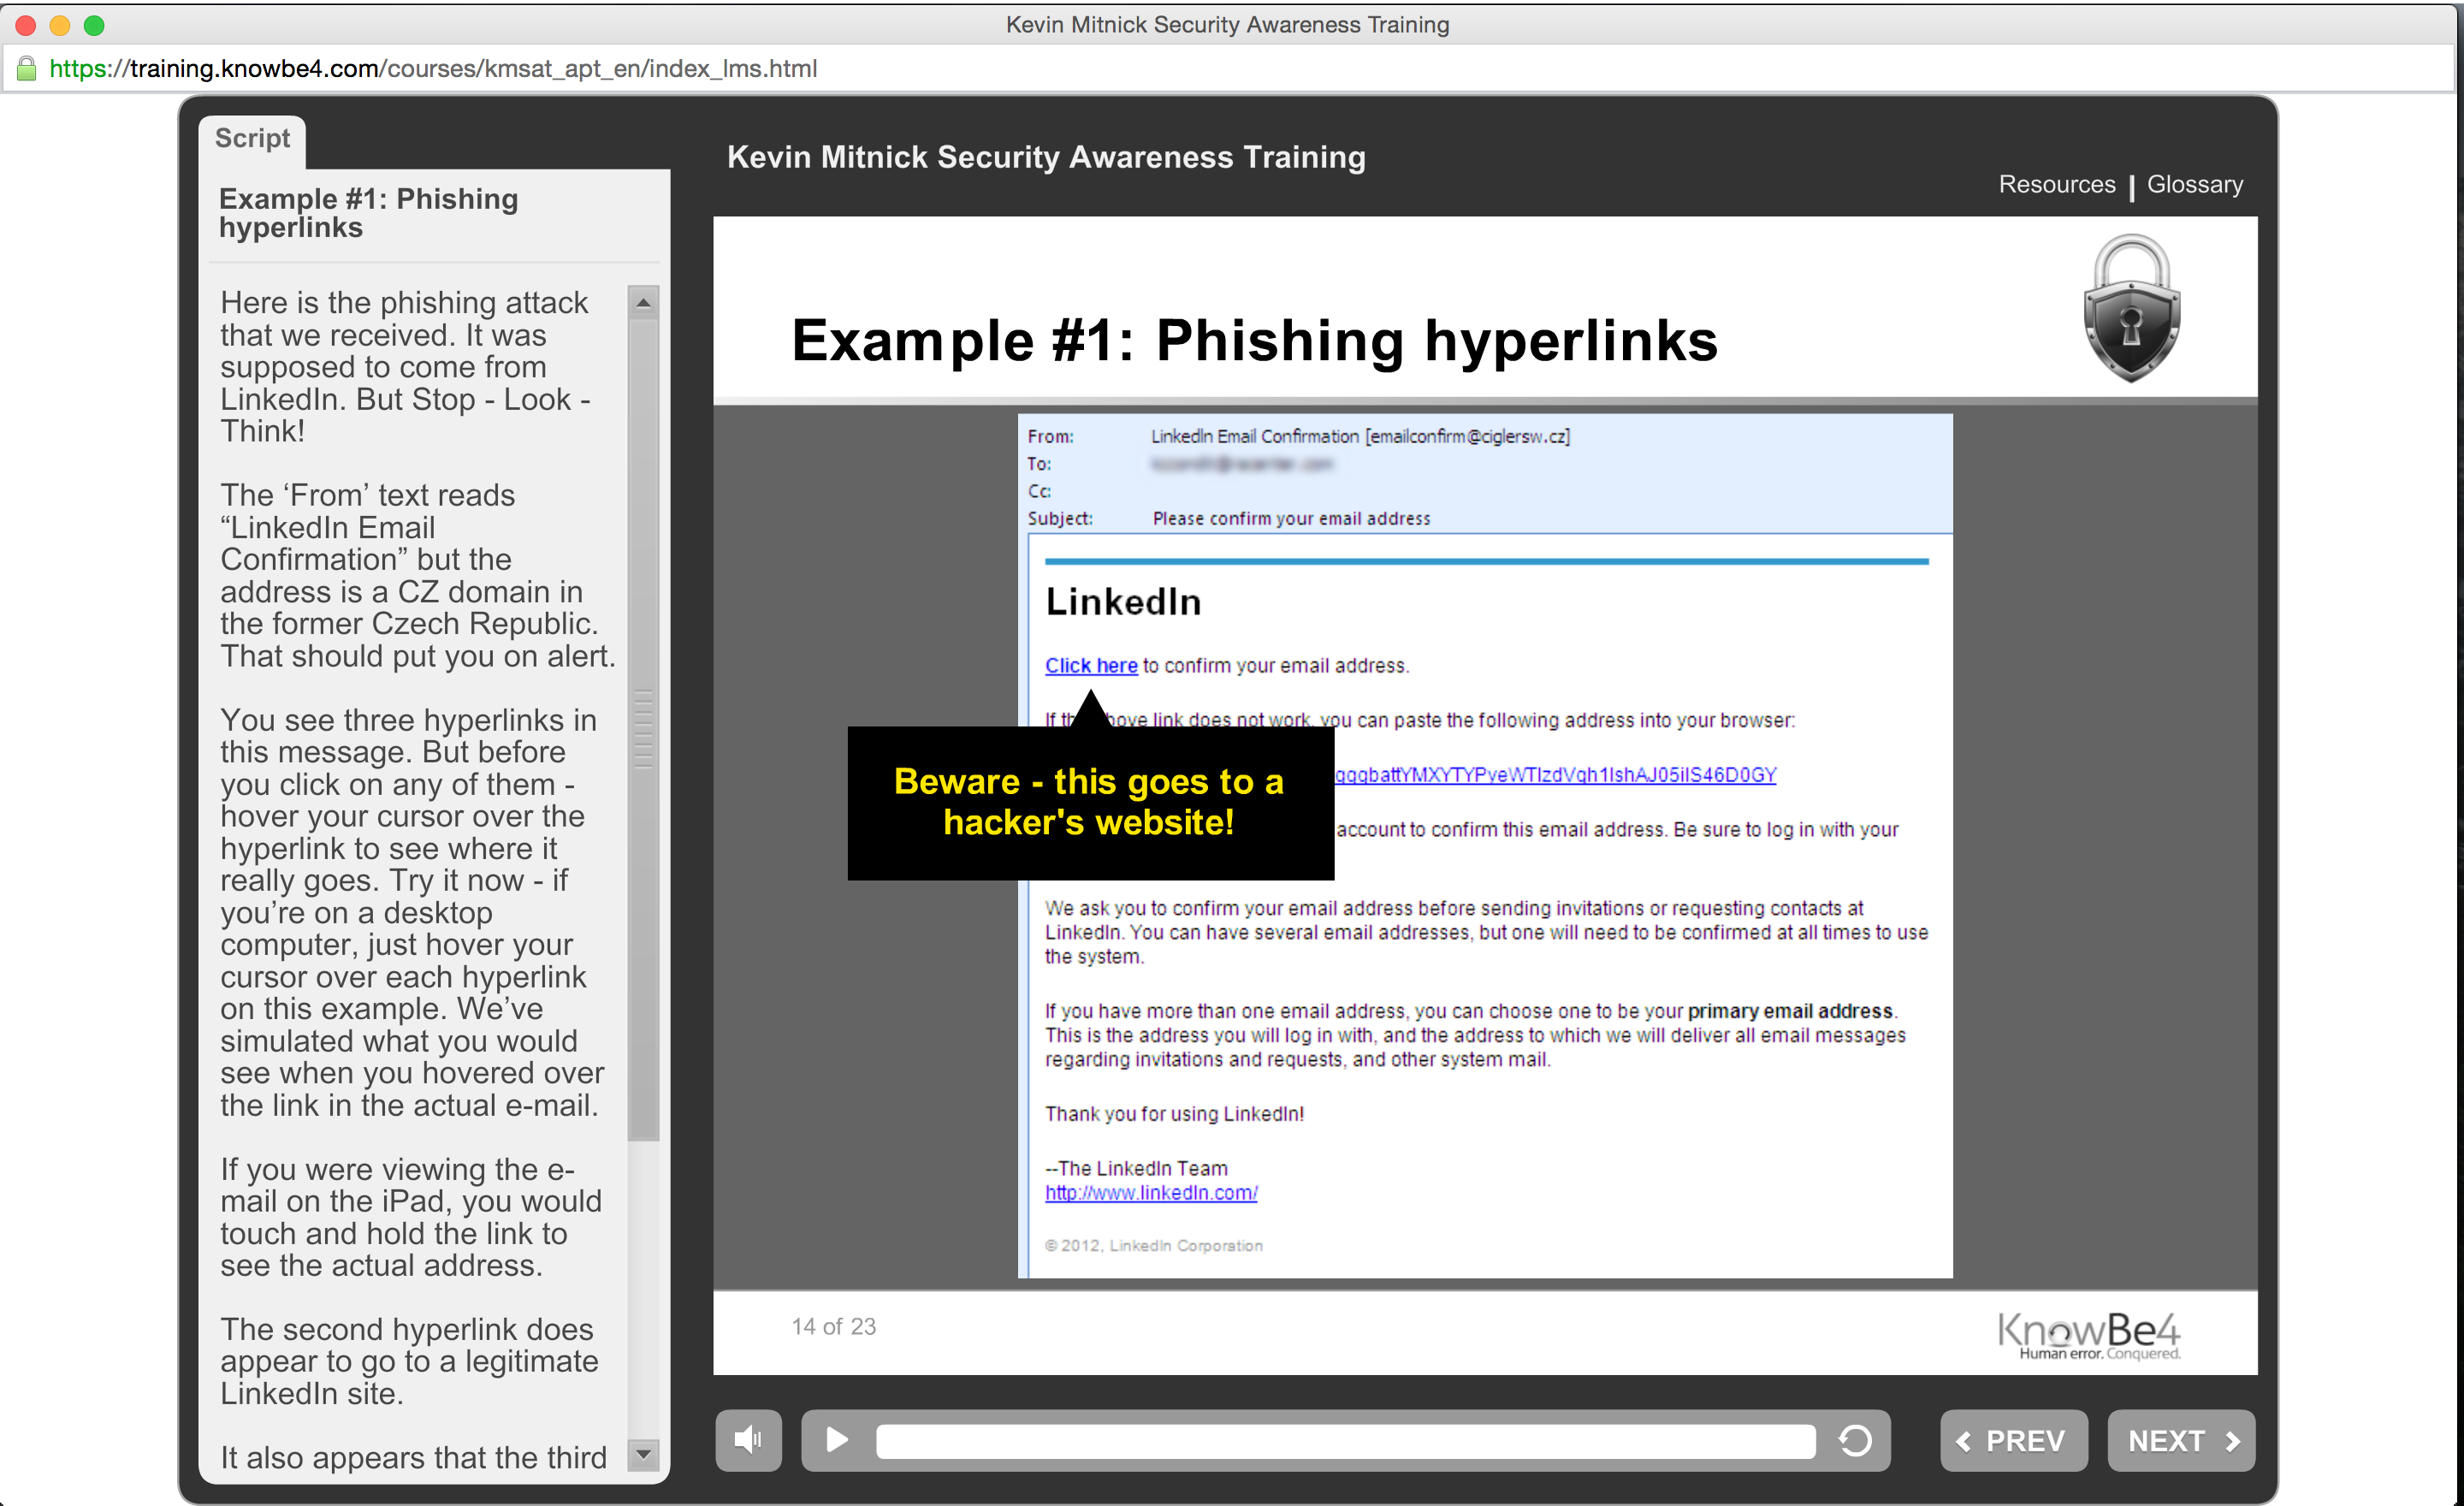 Kevin Mitnick Security Awareness Training
https://training.knowbe4.com/courses/kmsat_apt_en/index_lms.html
Script
Example #1: Phishing
hyperlinks
Here is the phishing attack
that we received. It was
supposed to come from
LinkedIn. But Stop - Look -
Think!
The ‘From’ text reads
“LinkedIn Email
Confirmation” but the
address is a CZ domain in
the former Czech Republic.
That should put you on alert.
You see three hyperlinks in
this message. But before
you click on any of them -
hover your cursor over the
hyperlink to see where it
really goes. Try it now - if
you’re on a desktop
computer, just hover your
cursor over each hyperlink
on this example. We’ve
simulated what you would
see when you hovered over
the link in the actual e-mail.
If you were viewing the e-
mail on the iPad, you would
touch and hold the link to
see the actual address.
The second hyperlink does
appear to go to a legitimate
LinkedIn site.
It also appears that the third
Kevin Mitnick Security Awareness Training
Resources | Glossary
Example #1: Phishing hyperlinks
From: LinkedIn Email Confirmation [emailconfirm@ciglersw.cz]
To:
Cc:
Subject: Please confirm your email address
LinkedIn
Click here to confirm your email address.
If the above link does not work, you can paste the following address into your browser:
qgqbattYMXYTYPyeWTIzdVqh1IshAJ05iIS46D0GY
Beware - this goes to a
hacker's website!
account to confirm this email address. Be sure to log in with your
We ask you to confirm your email address before sending invitations or requesting contacts at
LinkedIn. You can have several email addresses, but one will need to be confirmed at all times to use
the system.
If you have more than one email address, you can choose one to be your primary email address.
This is the address you will log in with, and the address to which we will deliver all email messages
regarding invitations and requests, and other system mail.
Thank you for using LinkedIn!
--The LinkedIn Team
http://www.linkedIn.com/
© 2012, LinkedIn Corporation
14 of 23
KnowBe4
Human error. Conquered.
PREV
NEXT